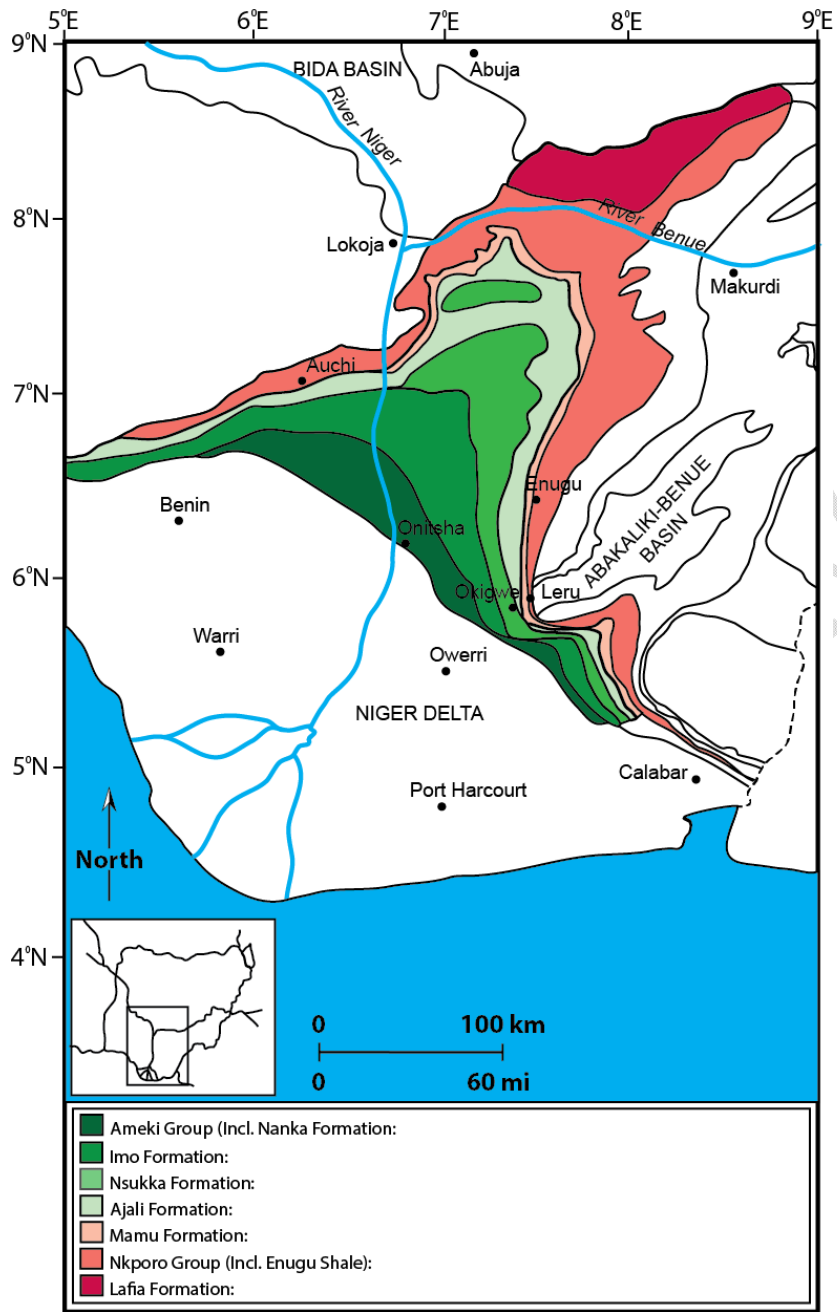 5°E 6°E 7°E 8°E 9°E
9°N
BIDA BASIN
Abuja
River Niger
8°N
River Benue
Lokoja
Makurdi
Auchi
7°N
Enugu
Benin
ABAKALIKI-BENUE
BASIN
Onitsha
6°N
Okigwe
Leru
Warri
Owerri
NIGER DELTA
5°N
Calabar
Port Harcourt
North
4°N
0 100 km
0 60 mi
Ameki Group (Incl. Nanka Formation:
Imo Formation:
Nsukka Formation:
Ajali Formation:
Mamu Formation:
Nkporo Group (Incl. Enugu Shale):
Lafia Formation: